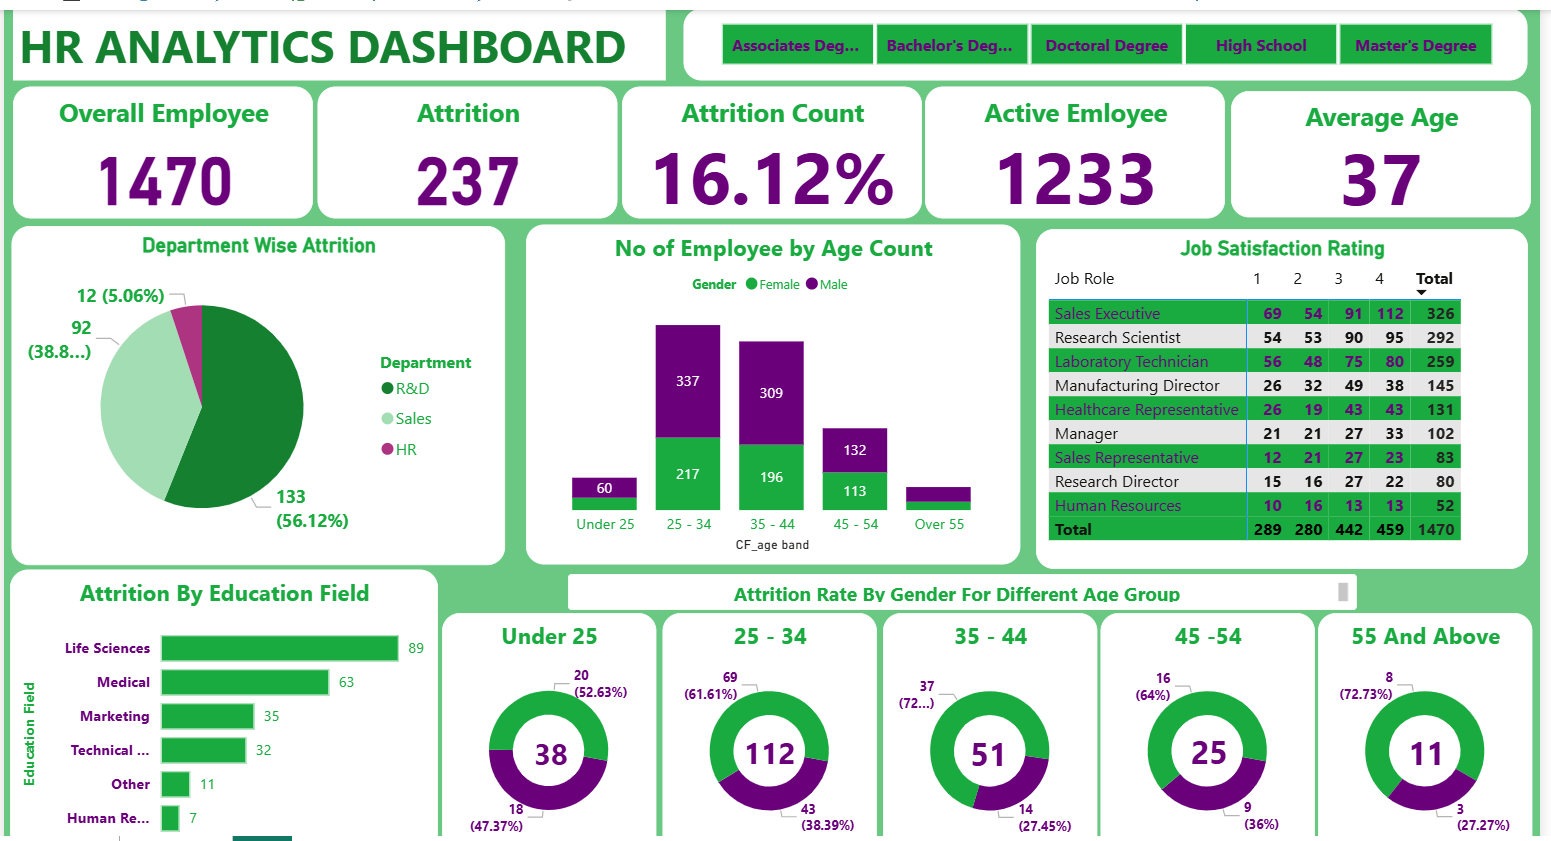 HR ANALYTICS DASHBOARD
Associates Deg...
Bachelor's Deg...
Doctoral Degree
High School
Master's Degree
Overall Employee
1470
Attrition
237
Attrition Count
16.12%
Active Emloyee
1233
Average Age
37
Department Wise Attrition
12 (5.06%)
92
(38.8...)
133
(56.12%)
Department
R&D
Sales
HR
No of Employee by Age Count
Gender Female Male
60
337
217
309
196
132
113
Under 25 25 - 34 35 - 44 45 - 54 Over 55
CF_age band
Job Satisfaction Rating
Job Role 1 2 3 4 Total
Sales Executive 69 54 91 112 326
Research Scientist 54 53 90 95 292
Laboratory Technician 56 48 75 80 259
Manufacturing Director 26 32 49 38 145
Healthcare Representative 26 19 43 43 131
Manager 21 21 27 33 102
Sales Representative 12 21 27 23 83
Research Director 15 16 27 22 80
Human Resources 10 16 13 13 52
Total 289 280 442 459 1470
Attrition By Education Field
Education Field
Life Sciences 89
Medical 63
Marketing 35
Technical ... 32
Other 11
Human Re... 7
Attrition Rate By Gender For Different Age Group
Under 25
20
(52.63%)
38
18
(47.37%)
25 - 34
69
(61.61%)
112
43
(38.39%)
35 - 44
37
(72...)
51
14
(27.45%)
45 -54
16
(64%)
25
9
(36%)
55 And Above
8
(72.73%)
11
3
(27.27%)